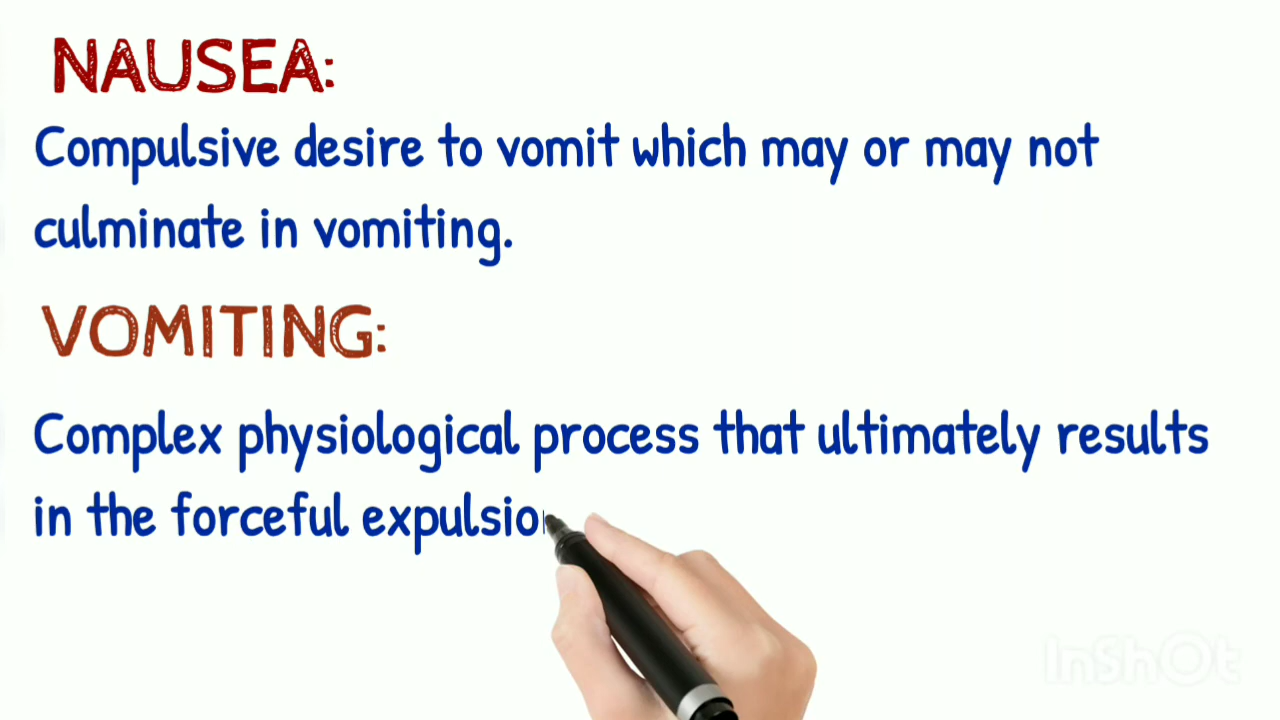 NAUSEA:
Compulsive desire to vomit which may or may not
culminate in vomiting.
VOMITING:
Complex physiological process that ultimately results
in the forceful expulsio
InShOt